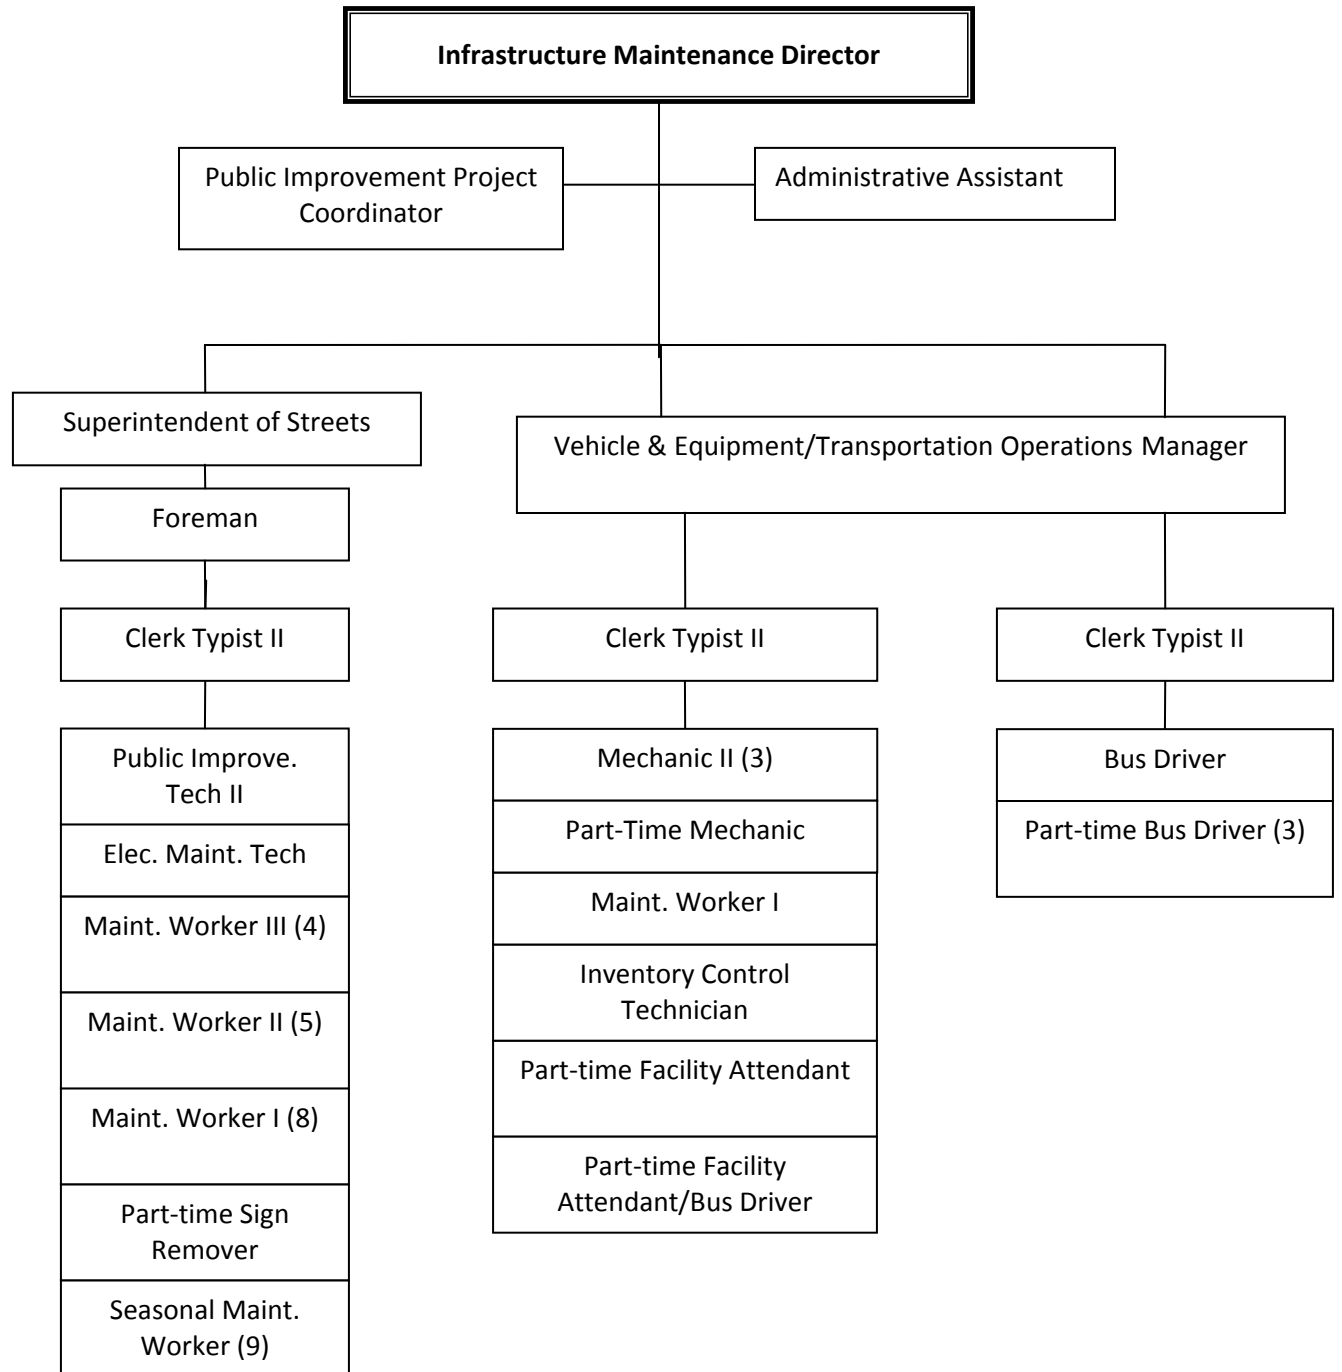 Infrastructure Maintenance Director
Public Improvement Project
Coordinator
Administrative Assistant
Superintendent of Streets
Vehicle & Equipment/Transportation Operations Manager
Foreman
Clerk Typist II
Clerk Typist II
Clerk Typist II
Public Improve.
Tech II
Elec. Maint. Tech
Maint. Worker III (4)
Maint. Worker II (5)
Maint. Worker I (8)
Part-time Sign
Remover
Seasonal Maint.
Worker (9)
Mechanic II (3)
Part-Time Mechanic
Maint. Worker I
Inventory Control
Technician
Part-time Facility Attendant
Part-time Facility
Attendant/Bus Driver
Bus Driver
Part-time Bus Driver (3)